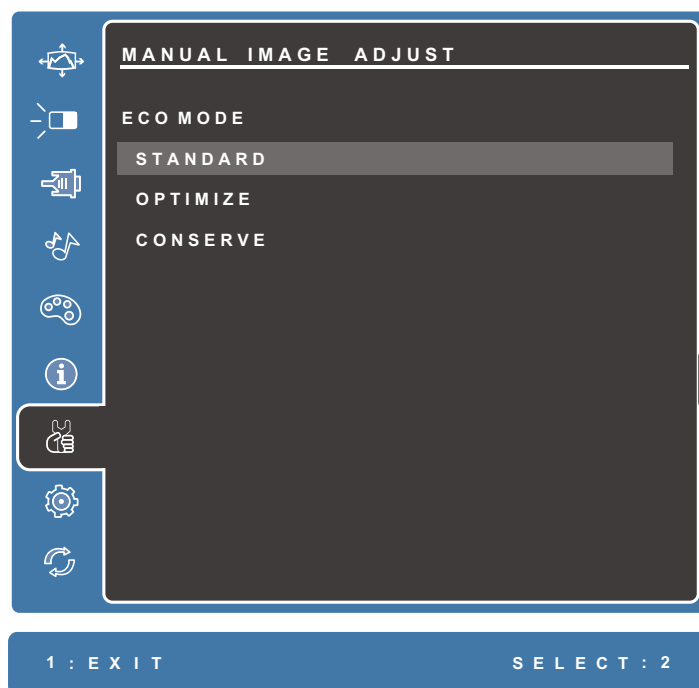 MANUAL IMAGE ADJUST
ECO MODE
STANDARD
OPTIMIZE
CONSERVE
1:EXIT SELECT:2